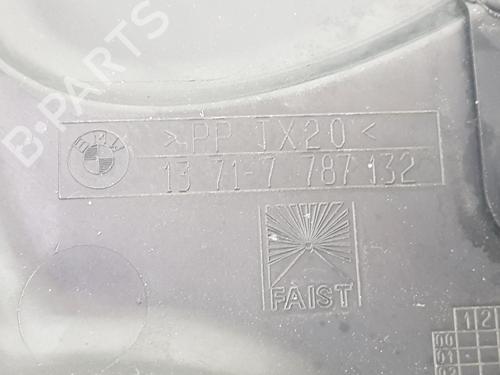 B-PARTS
BMW
>PP TX20<
13 71-7 787 132
FAIST
1 2